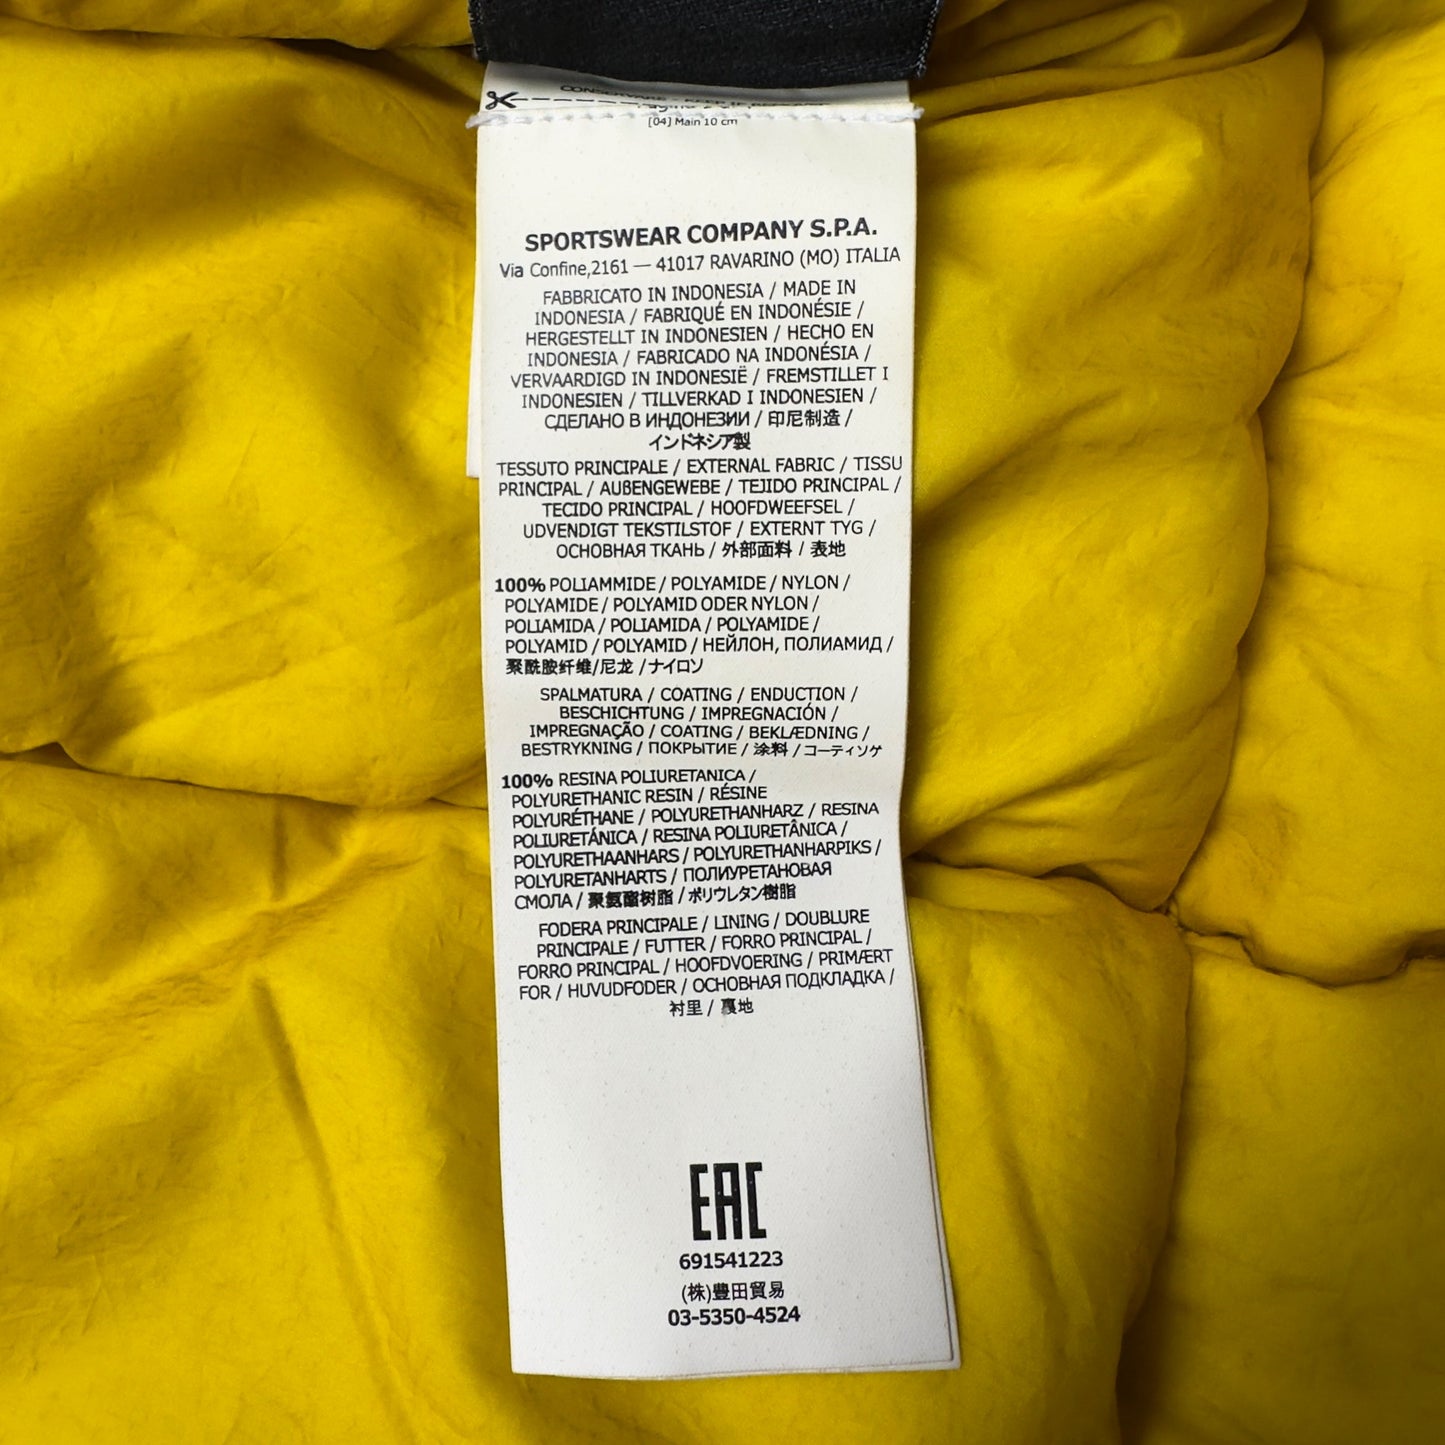 CONSERVARE - KEEP IF REQUIRED
[04] Main 10 cm
SPORTSWEAR COMPANY S.P.A.
Via Confine,2161 — 41017 RAVARINO (MO) ITALIA
FABBRICATO IN INDONESIA / MADE IN
INDONESIA / FABRIQUÉ EN INDONÉSIE /
HERGESTELLT IN INDONESIEN / HECHO EN
INDONESIA / FABRICADO NA INDONÉSIA /
VERVAARDIGD IN INDONESIË / FREMSTILLET I
INDONESIEN / TILLVERKAD I INDONESIEN /
СДЕЛАНО В ИНДОНЕЗИИ / 印尼制造 /
インドネシア製
TESSUTO PRINCIPALE / EXTERNAL FABRIC / TISSU
PRINCIPAL / AUßENGEWEBE / TEJIDO PRINCIPAL /
TECIDO PRINCIPAL / HOOFDWEEFSEL /
UDVENDIGT TEKSTILSTOF / EXTERNT TYG /
ОСНОВНАЯ ТКАНЬ / 外部面料 / 表地
100% POLIAMMIDE / POLYAMIDE / NYLON /
POLYAMIDE / POLYAMID ODER NYLON /
POLIAMIDA / POLIAMIDA / POLYAMIDE /
POLYAMID / POLYAMID / НЕЙЛОН, ПОЛИАМИД /
聚酰胺纤维/尼龙 /ナイロン
SPALMATURA / COATING / ENDUCTION /
BESCHICHTUNG / IMPREGNACIÓN /
IMPREGNAÇÃO / COATING / BEKLÆDNING /
BESTRYKNING / ПОКРЫТИЕ / 涂料 / コーティソゲ
100% RESINA POLIURETANICA /
POLYURETHANIC RESIN / RÉSINE
POLYURÉTHANE / POLYURETHANHARZ / RESINA
POLIURETÁNICA / RESINA POLIURETÂNICA /
POLYURETHAANHARS / POLYURETHANHARPIKS /
POLYURETANHARTS / ПОЛИУРЕТАНОВАЯ
СМОЛА / 聚氨酯树脂 / ポリウレタン樹脂
FODERA PRINCIPALE / LINING / DOUBLURE
PRINCIPALE / FUTTER / FORRO PRINCIPAL /
FORRO PRINCIPAL / HOOFDVOERING / PRIMÆRT
FOR / HUVUDFODER / ОСНОВНАЯ ПОДКЛАДКА /
衬里 / 裏地
EAC
691541223
(株)豊田貿易
03-5350-4524